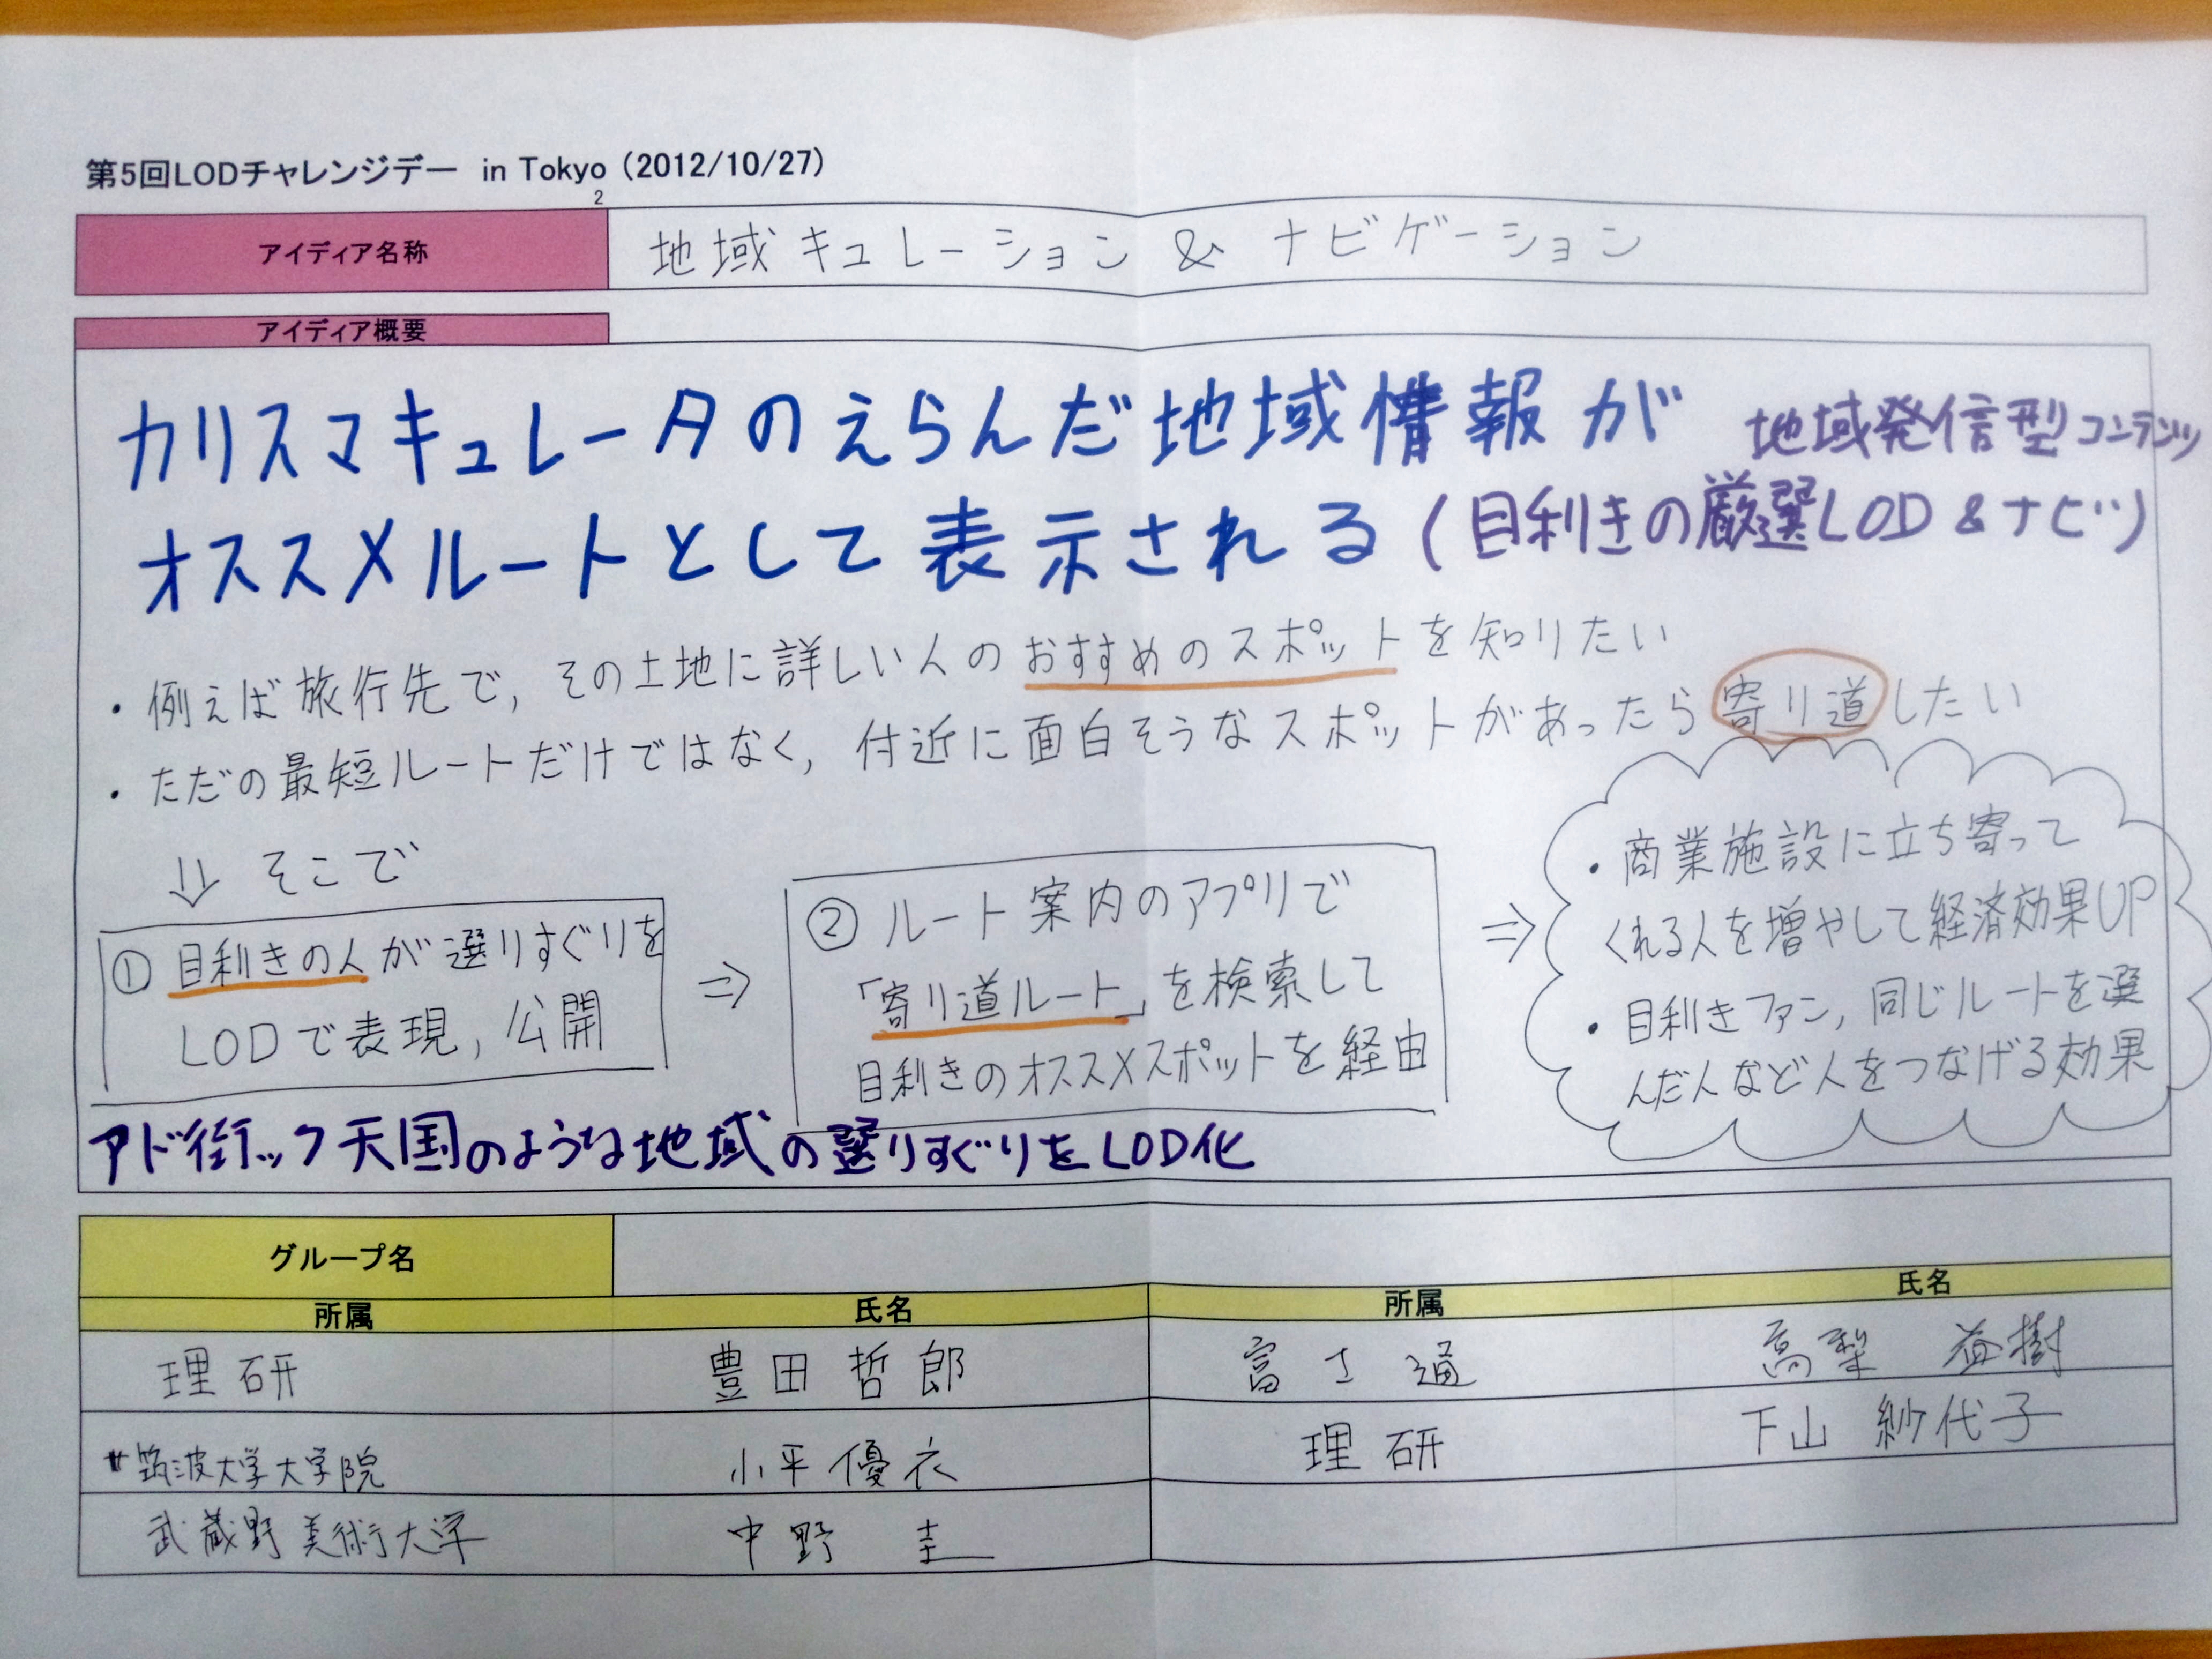 第5回LODチャレンジデー in Tokyo (2012/10/27)
2
アイディア名称
地域キュレーション & ナビゲーション
アイディア概要
カリスマキュレータのえらんだ地域情報が
地域発信型コンテンツ
オススメルートとして表示される
(目利きの厳選LOD&ナビ)
・例えば旅行先で, その土地に詳しい人のおすすめのスポットを知りたい
・ただの最短ルートだけではなく, 付近に面白そうなスポットがあったら寄り道したい
⇓ そこで
① 目利きの人が選りすぐりを
LODで表現, 公開
⇒
② ルート案内のアプリで
「寄り道ルート」を検索して
目利きのオススメスポットを経由
⇒
・商業施設に立ち寄って
くれる人を増やして経済効果UP
・目利きファン, 同じルートを選
んだ人など人をつなげる効果
アド街ック天国のような地域の選りすぐりをLOD化
グループ名
所属 氏名 所属 氏名
理研 豊田哲郎 富士通 高梨 益樹
筑波大学大学院 小平優衣 理研 下山 紗代子
武蔵野美術大学 中野 圭